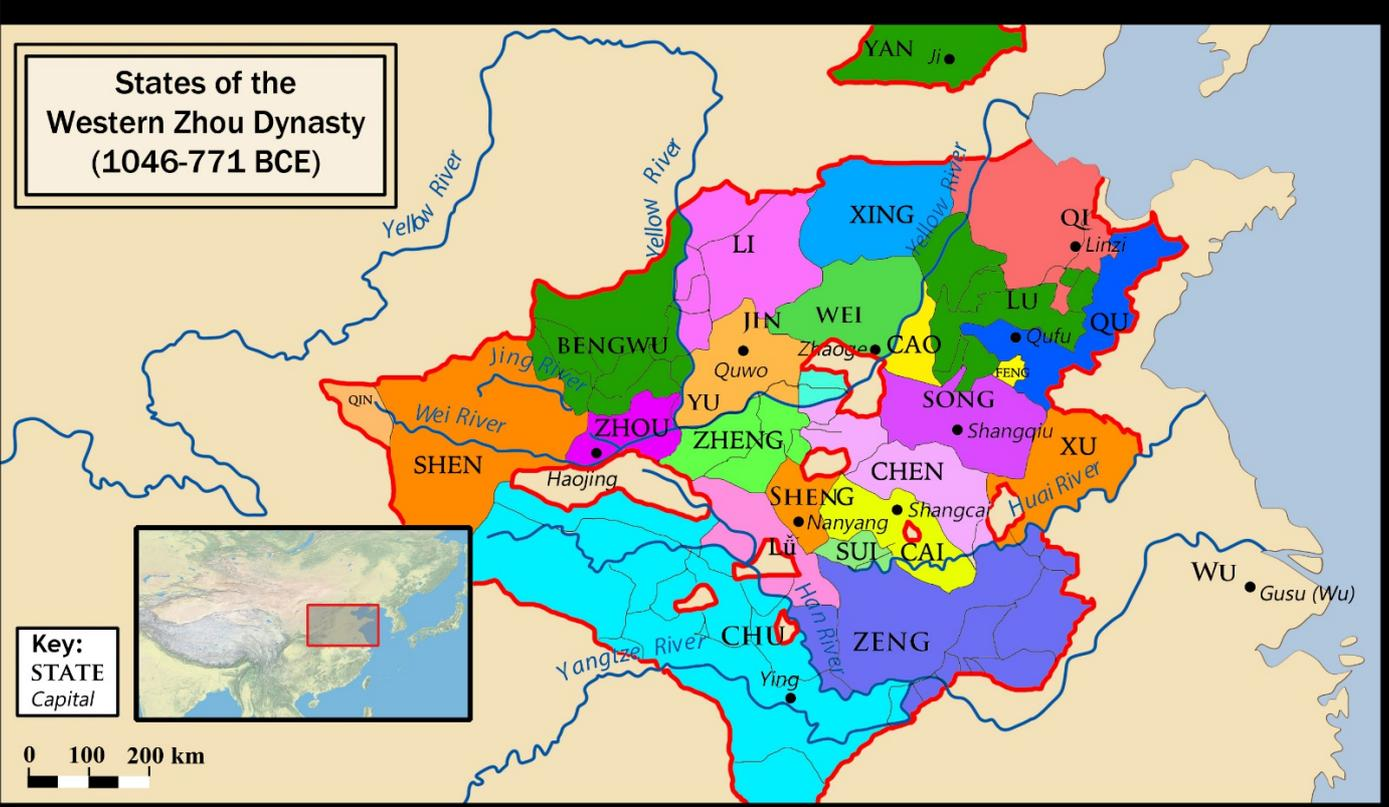 States of the
Western Zhou Dynasty
(1046-771 BCE)
YAN
Ji
Yellow River
Yellow River
Yellow River
XING
QI
Linzi
LI
LU
QU
Qufu
WEI
JIN
Zhaoge
CAO
BENGWU
Jing River
Quwo
FENG
QIN
Wei River
YU
SONG
Shangqiu
ZHOU
ZHENG
XU
SHEN
Haojing
CHEN
Huai River
SHENG
Shangcai
Nanyang
Lǚ
SUI
CAI
WU
Gusu (Wu)
Han River
CHU
ZENG
Yangtze River
Ying
Key:
STATE
Capital
0 100 200 km